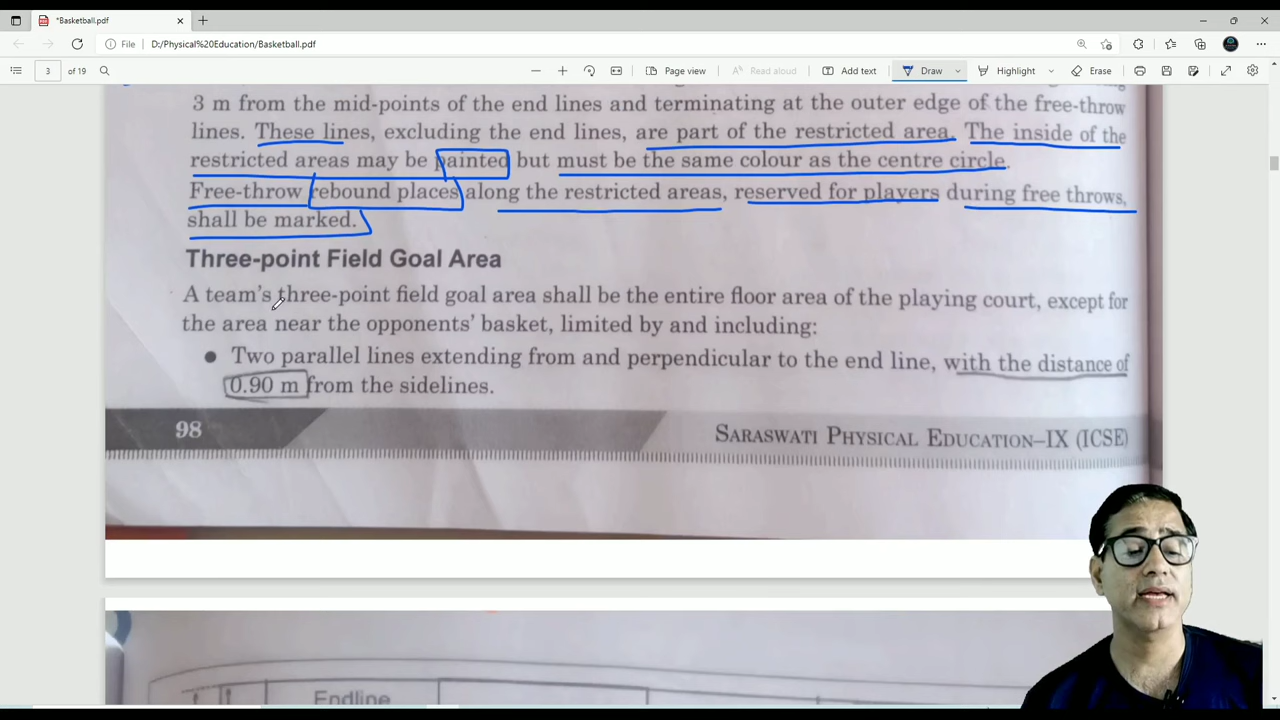 *Basketball.pdf
File D:/Physical%20Education/Basketball.pdf
3 of 19 Page view Read aloud Add text Draw Highlight Erase
3 m from the mid-points of the end lines and terminating at the outer edge of the free-throw
lines. These lines, excluding the end lines, are part of the restricted area. The inside of the
restricted areas may be painted but must be the same colour as the centre circle.
Free-throw rebound places along the restricted areas, reserved for players during free throws,
shall be marked.
Three-point Field Goal Area
A team's three-point field goal area shall be the entire floor area of the playing court, except for
the area near the opponents' basket, limited by and including:
● Two parallel lines extending from and perpendicular to the end line, with the distance of
0.90 m from the sidelines.
98 SARASWATI PHYSICAL EDUCATION–IX (ICSE)
Endline